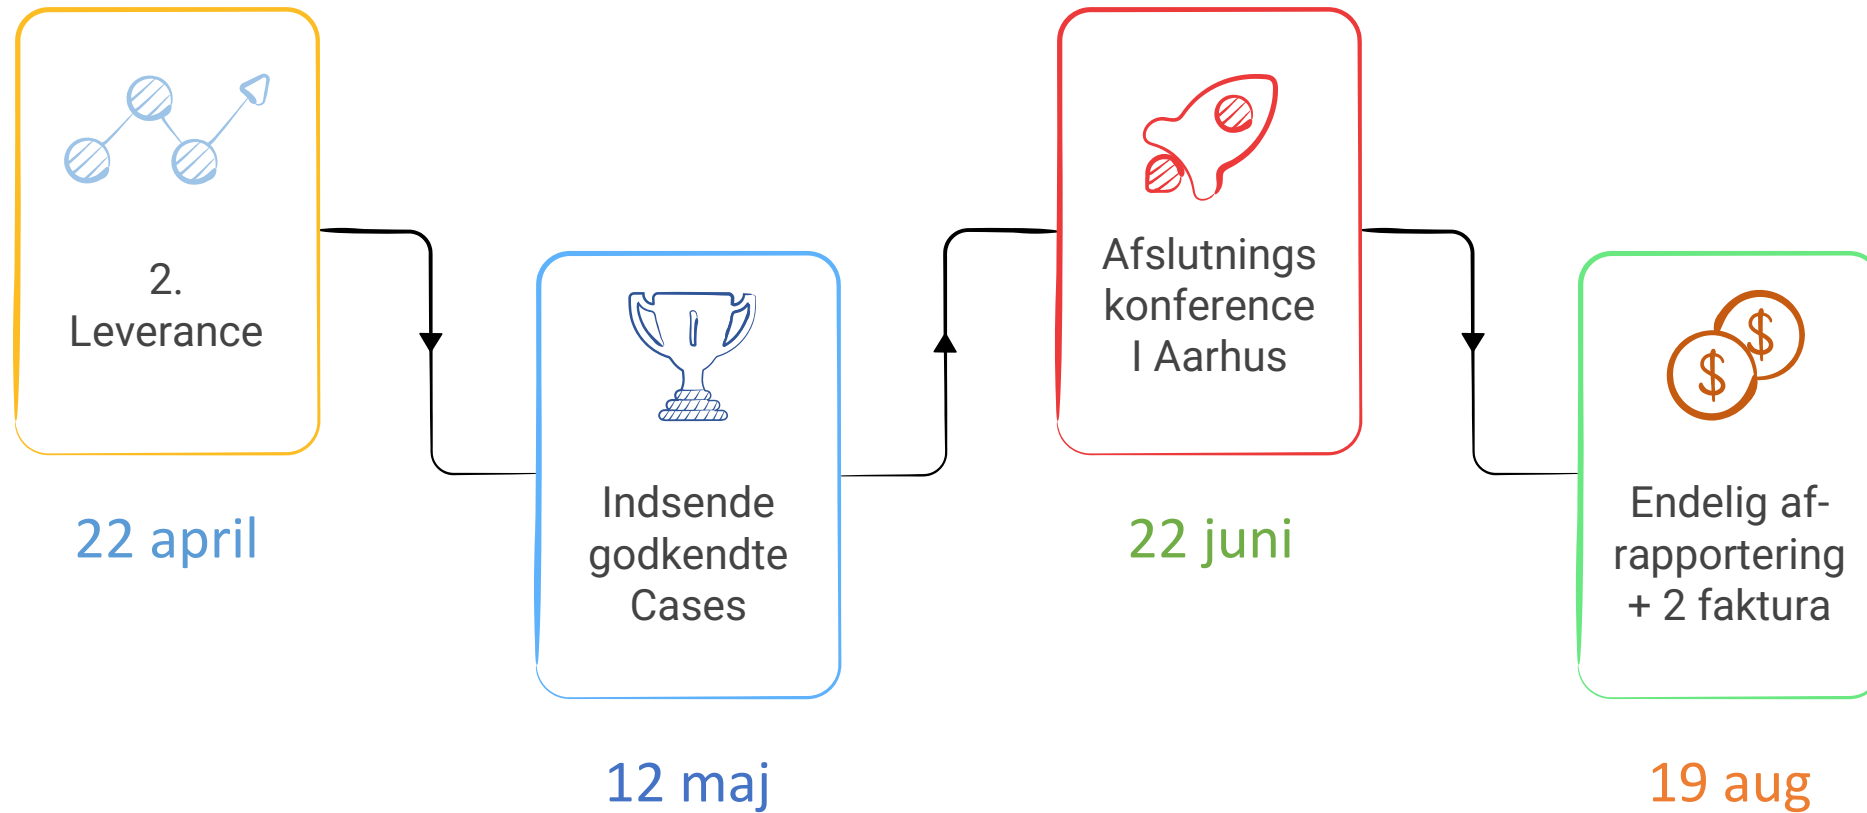 2.
Leverance
22 april
Indsende
godkendte
Cases
12 maj
Afslutnings
konference
I Aarhus
22 juni
$
$
Endelig af-
rapportering
+ 2 faktura
19 aug